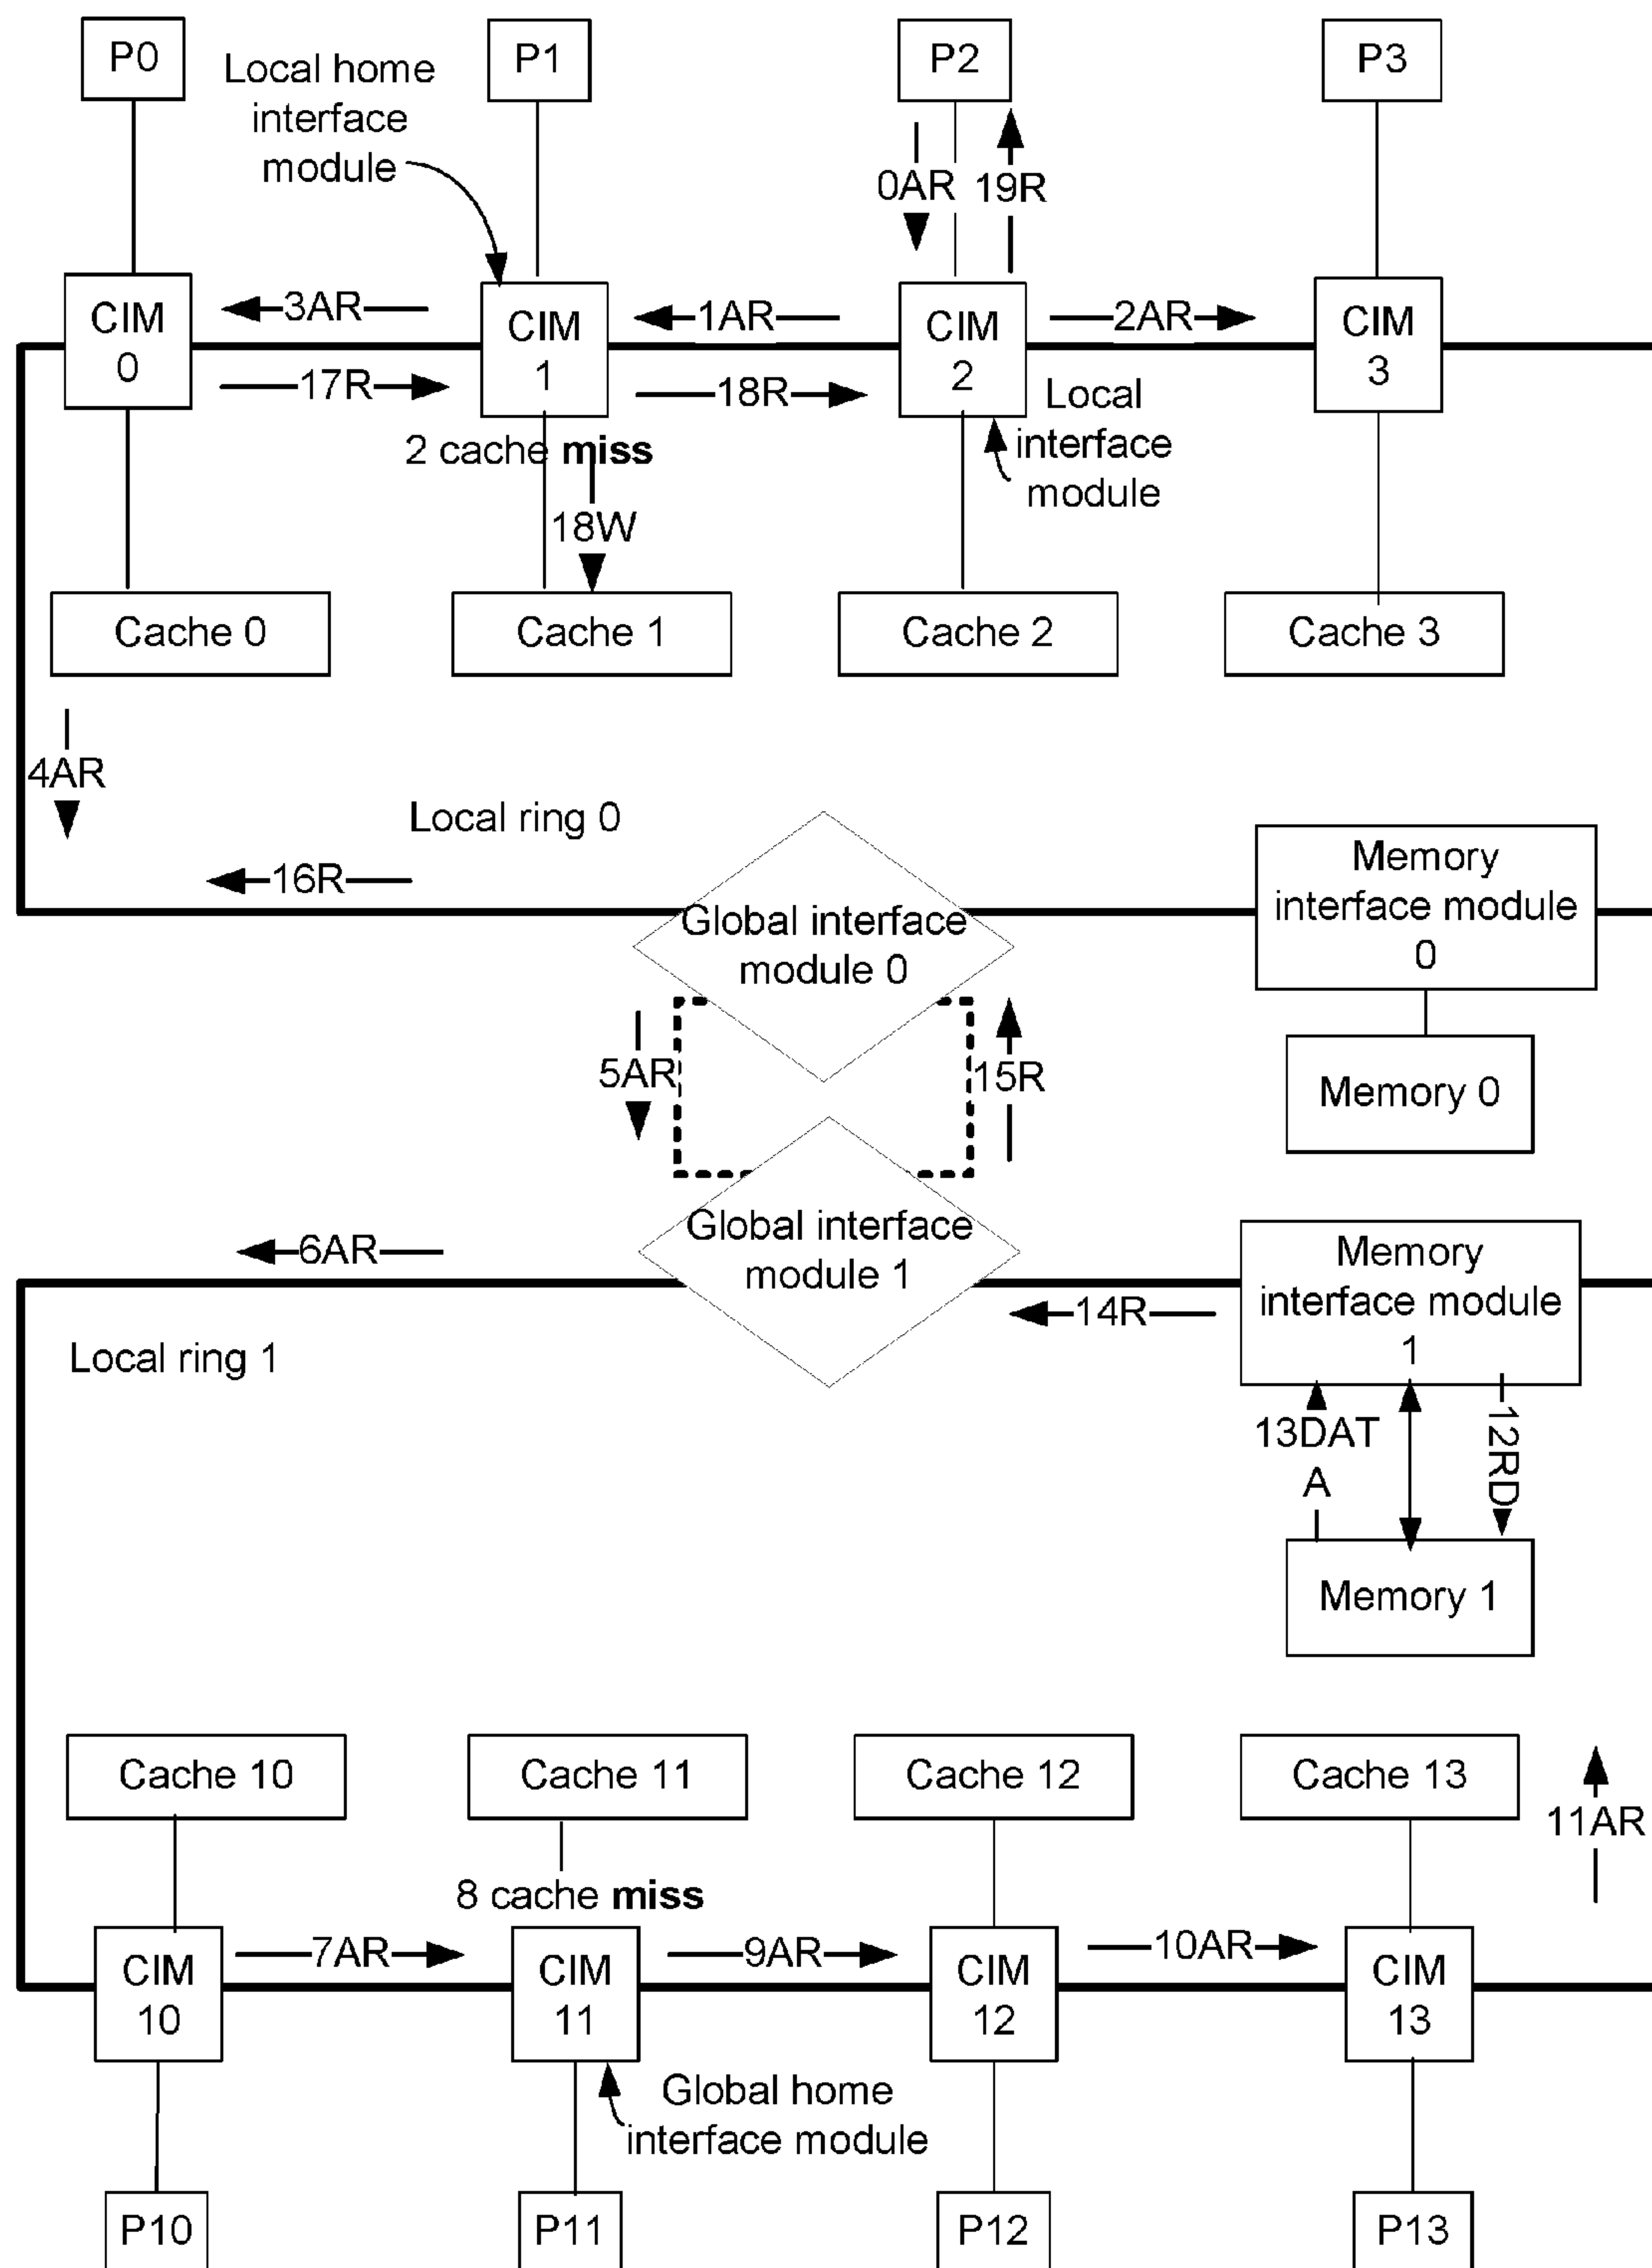 P0
P1
P2
P3
Local home
interface
module
0AR
19R
CIM
0
3AR
CIM
1
1AR
CIM
2
2AR
CIM
3
17R
18R
Local
interface
module
2 cache miss
18W
Cache 0
Cache 1
Cache 2
Cache 3
4AR
Local ring 0
16R
Global interface
module 0
Memory
interface module
0
5AR
15R
Memory 0
6AR
Global interface
module 1
Memory
interface module
1
14R
Local ring 1
13DAT
A
12RD
Memory 1
Cache 10
Cache 11
Cache 12
Cache 13
11AR
8 cache miss
CIM
10
7AR
CIM
11
9AR
CIM
12
10AR
CIM
13
Global home
interface module
P10
P11
P12
P13